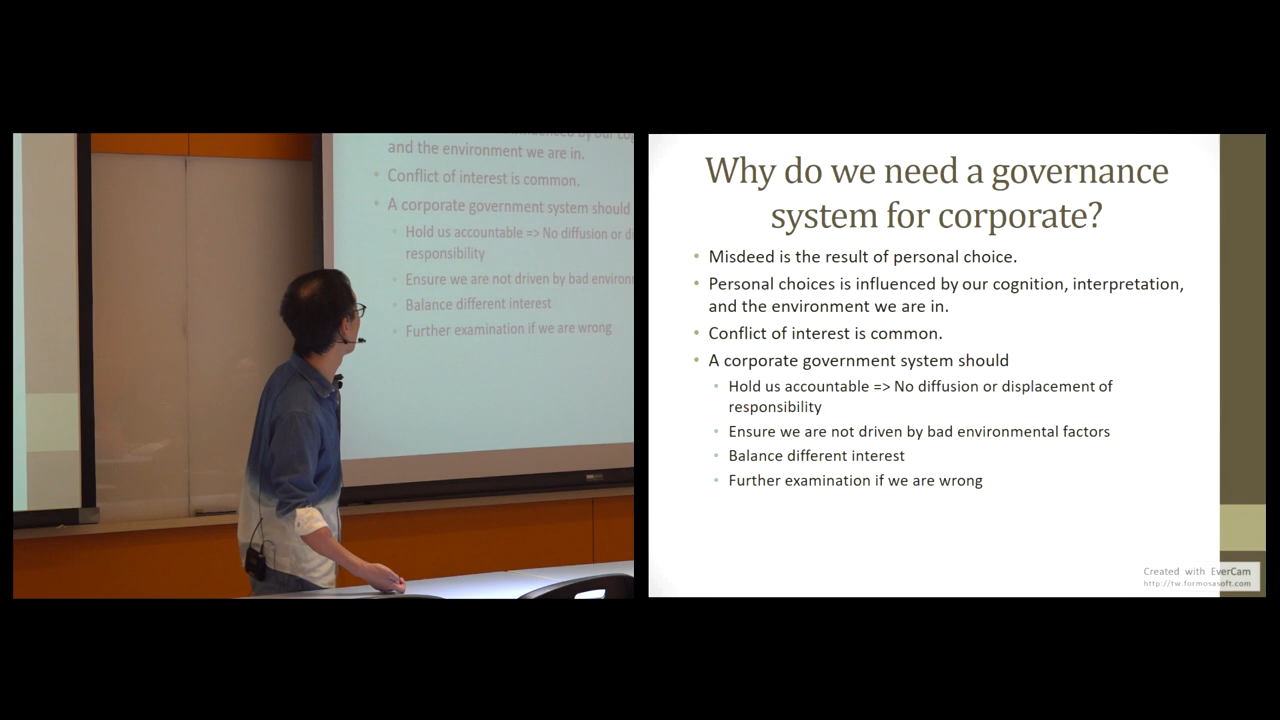 influenced by our
and the environment we are in.
Conflict of interest is common.
A corporate government system should
Hold us accountable => No diffusion or
responsibility
Ensure we are not driven by bad
Balance different interest
Further examination if we are wrong
Why do we need a governance
system for corporate?
• Misdeed is the result of personal choice.
• Personal choices is influenced by our cognition, interpretation,
and the environment we are in.
• Conflict of interest is common.
• A corporate government system should
• Hold us accountable => No diffusion or displacement of
responsibility
• Ensure we are not driven by bad environmental factors
• Balance different interest
• Further examination if we are wrong
Created with EverCam
http://tw.formosasoft.com